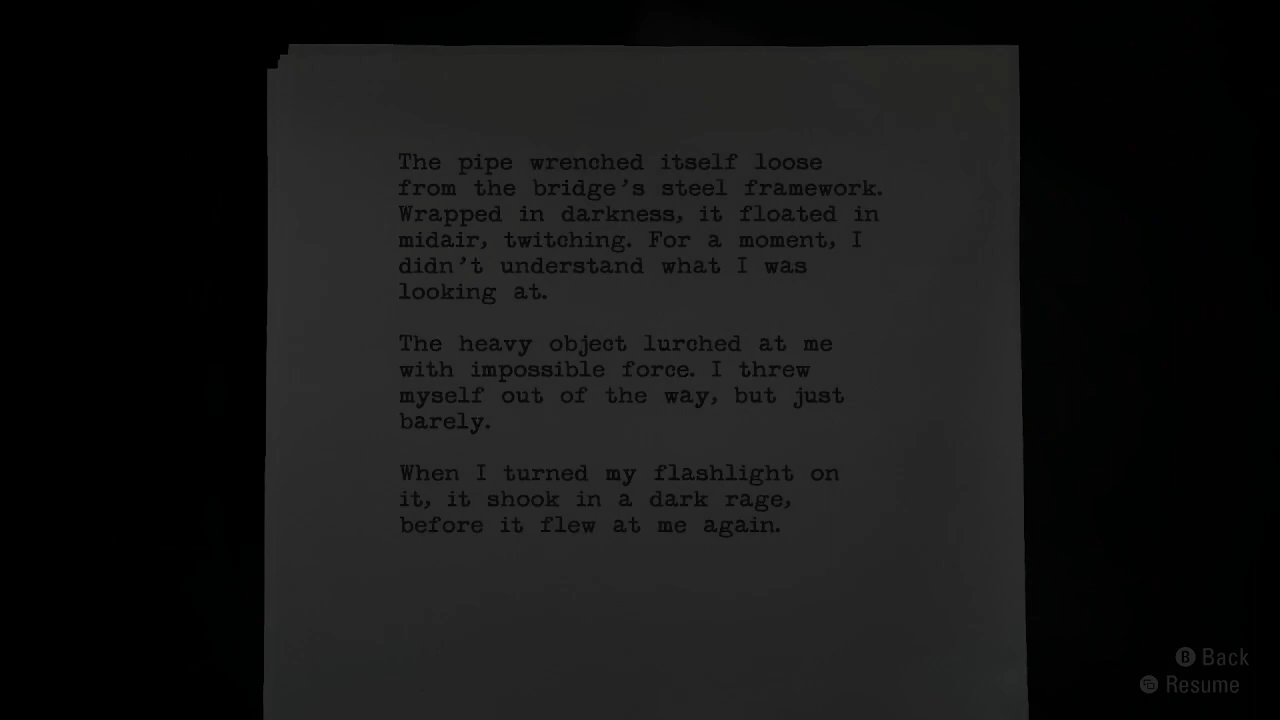 The pipe wrenched itself loose
from the bridge's steel framework.
Wrapped in darkness, it floated in
midair, twitching. For a moment, I
didn't understand what I was
looking at.
The heavy object lurched at me
with impossible force. I threw
myself out of the way, but just
barely.
When I turned my flashlight on
it, it shook in a dark rage,
before it flew at me again.
B Back
Resume